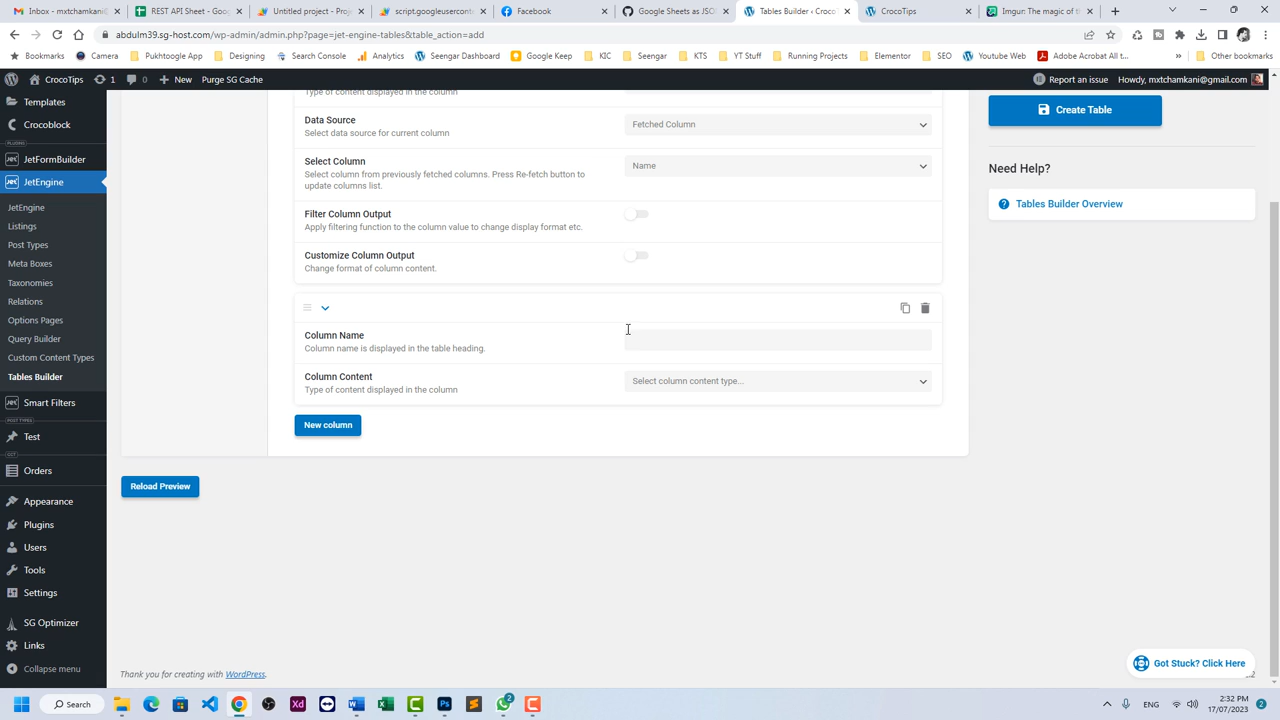 Inbox
REST API Sheet - Goo
Untitled project - Proje
Facebook
Google Sheets as JSO
Tables Builder ‹ Croco
CrocoTips
Imgur: The magic of th
abdulm39.sg-host.com/wp-admin/admin.php?page=jet-engine-tables&table_action=add
Bookmarks Camera Pukhtoogle App Designing Search Console Analytics Seengar Dashboard Google Keep KIC Seengar KTS YT Stuff Running Projects Elementor SEO Youtube Web Adobe Acrobat All t... » Other bookmarks
CrocoTips 1 0 New Purge SG Cache Report an issue Howdy, mxtchamkani@gmail.com
Templates
Crocoblock
PLUGINS
JetFormBuilder
JetEngine
JetEngine
Listings
Post Types
Meta Boxes
Taxonomies
Relations
Options Pages
Query Builder
Custom Content Types
Tables Builder
Smart Filters
POST TYPES
Test
CCT
Orders
Appearance
Plugins
Users
Tools
Settings
SG Optimizer
Links
Collapse menu
Type of content displayed in the column
Data Source
Select data source for current column
Fetched Column
Select Column
Select column from previously fetched columns. Press Re-fetch button to
update columns list.
Name
Filter Column Output
Apply filtering function to the column value to change display format etc.
Customize Column Output
Change format of column content.
Column Name
Column name is displayed in the table heading.
Column Content
Type of content displayed in the column
Select column content type...
New column
Reload Preview
Create Table
Need Help?
Tables Builder Overview
Thank you for creating with WordPress.
Got Stuck? Click Here
Search
2
ENG
2:32 PM
17/07/2023
2